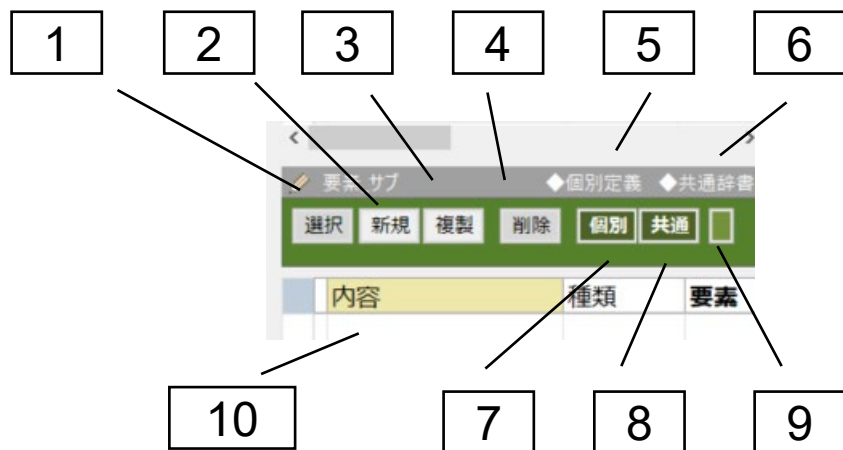 1 2 3 4 5 6
要素 サブ ◆個別定義 ◆共通辞書
選択 新規 複製 削除 個別 共通
内容 種類 要素
10 7 8 9